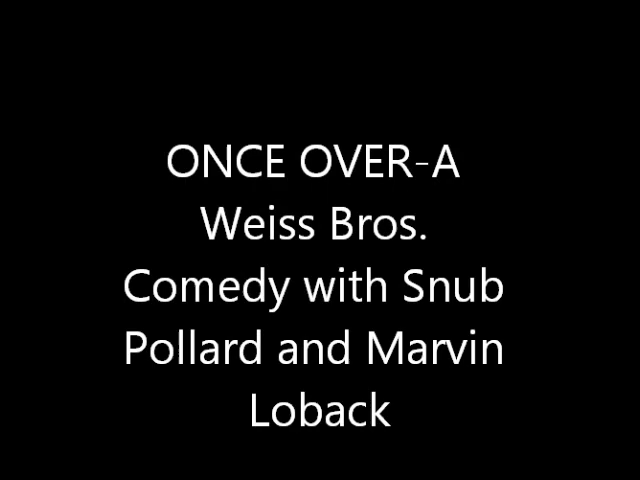 ONCE OVER-A
Weiss Bros.
Comedy with Snub
Pollard and Marvin
Loback